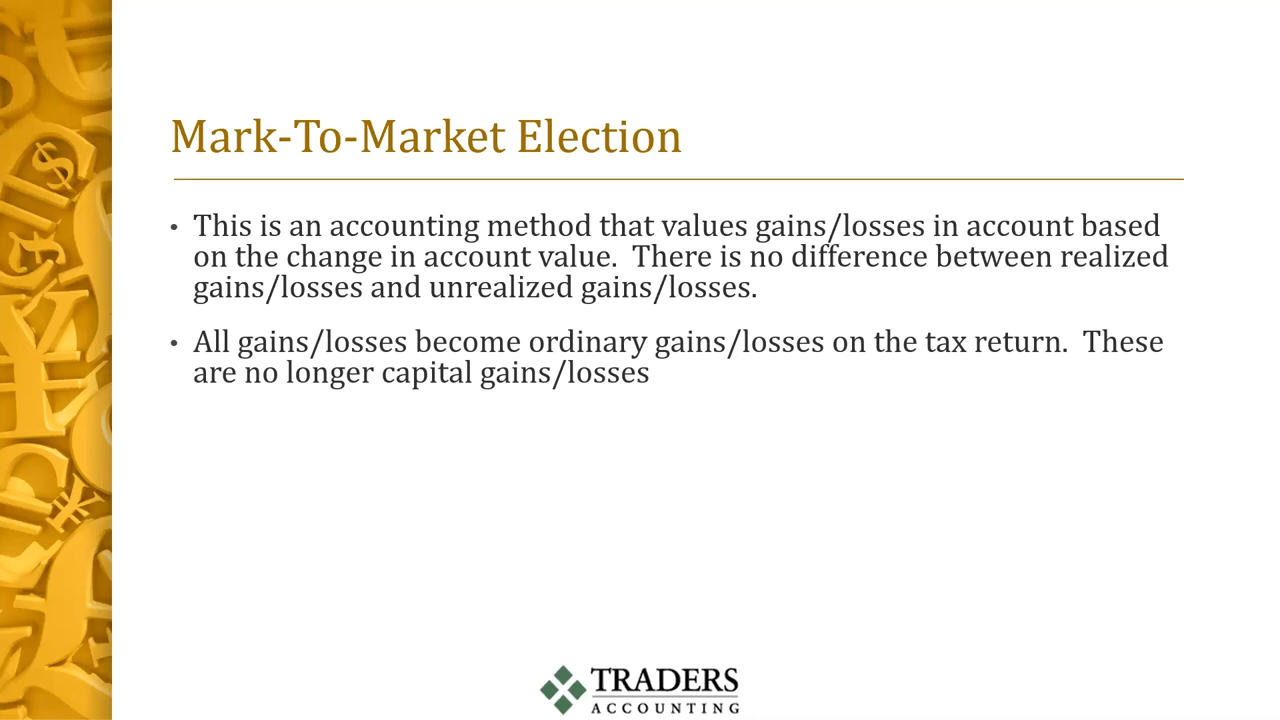 Mark-To-Market Election
• This is an accounting method that values gains/losses in account based
on the change in account value.  There is no difference between realized
gains/losses and unrealized gains/losses.
• All gains/losses become ordinary gains/losses on the tax return.  These
are no longer capital gains/losses
TRADERS
ACCOUNTING